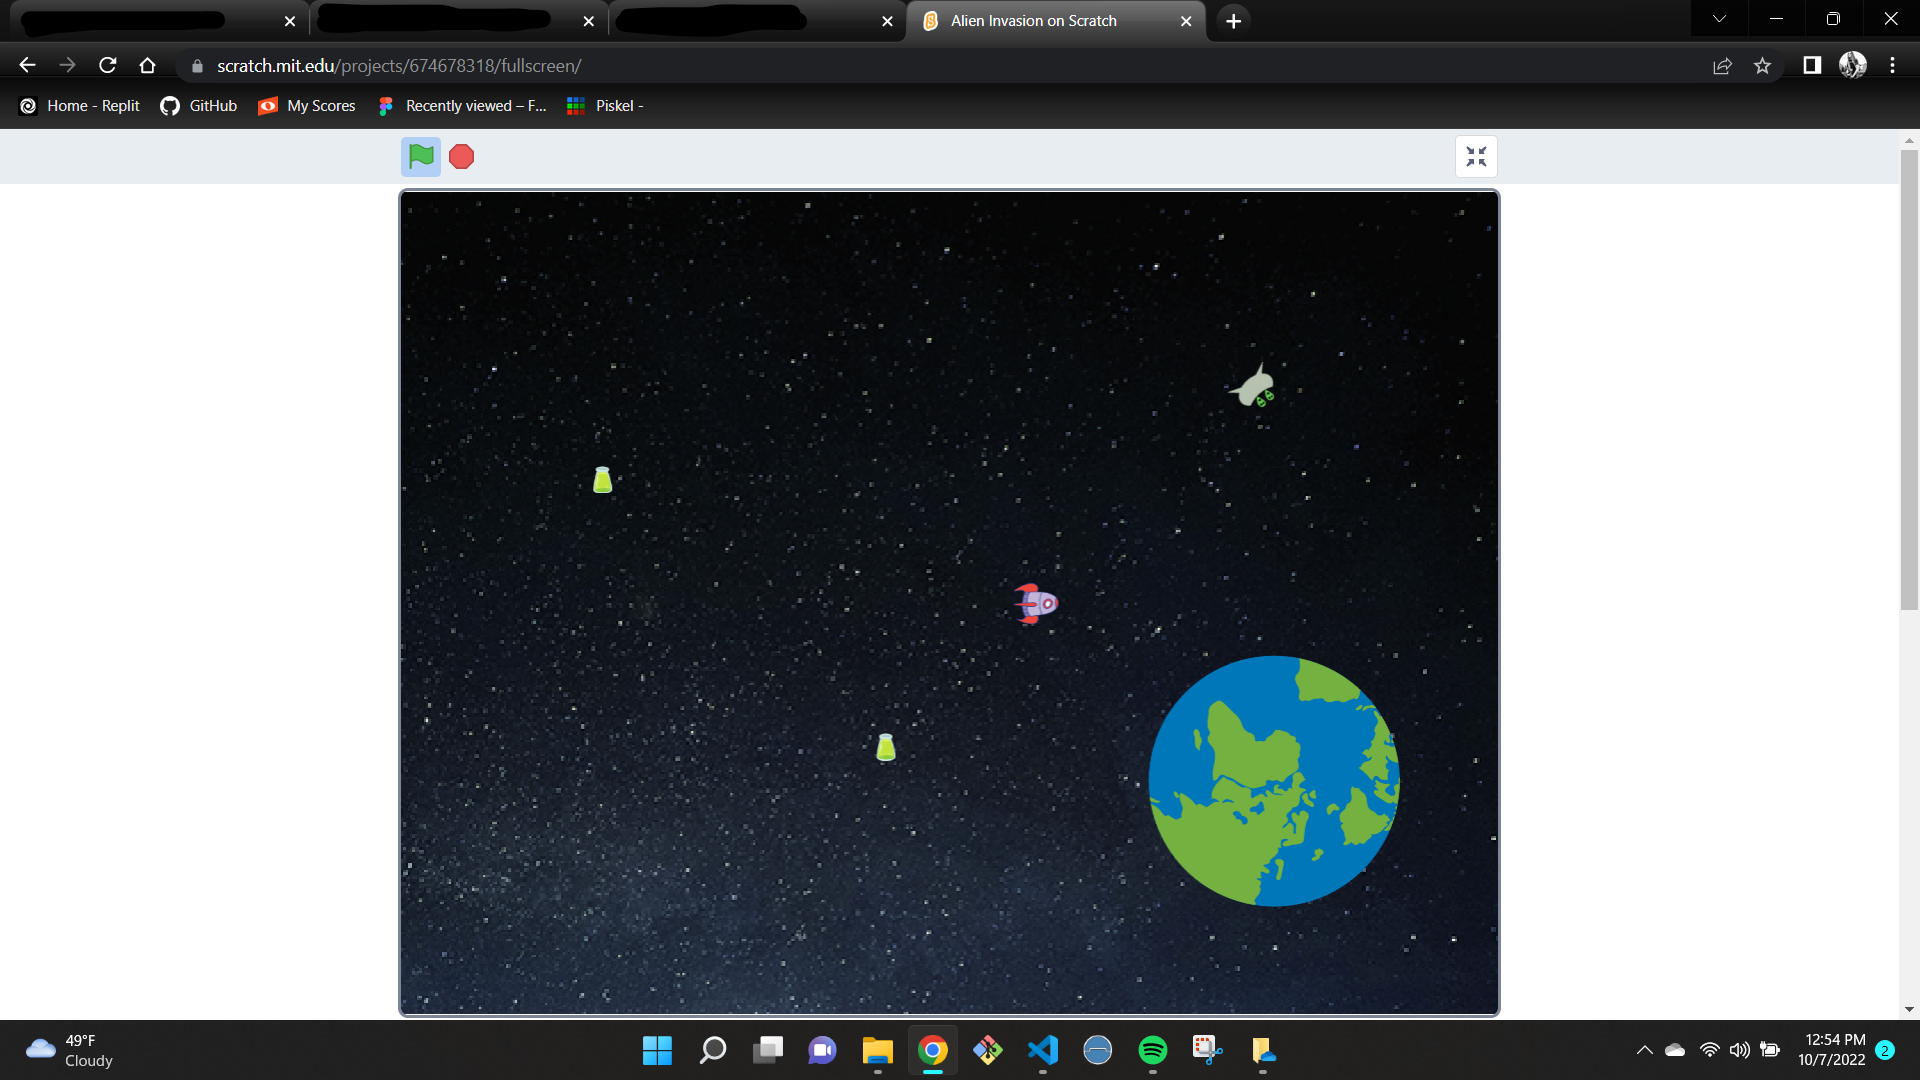 Alien Invasion on Scratch
scratch.mit.edu/projects/674678318/fullscreen/
Home - Replit GitHub My Scores Recently viewed – F... Piskel -
49°F
Cloudy
12:54 PM
10/7/2022
2